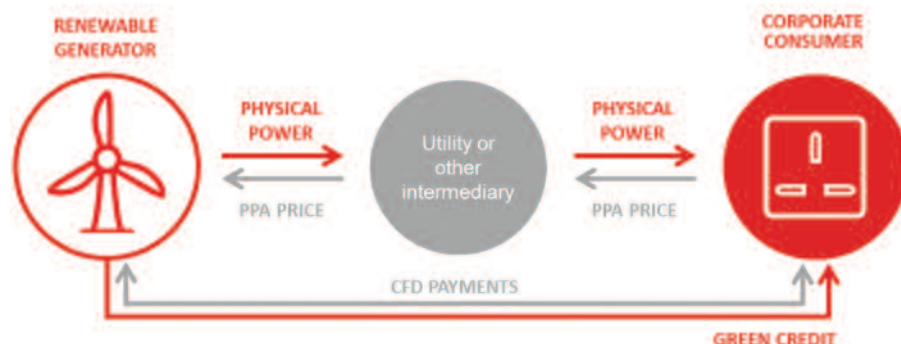 RENEWABLE
GENERATOR
CORPORATE
CONSUMER
PHYSICAL
POWER
PHYSICAL
POWER
Utility or
other
intermediary
PPA PRICE
PPA PRICE
CFD PAYMENTS
GREEN CREDIT